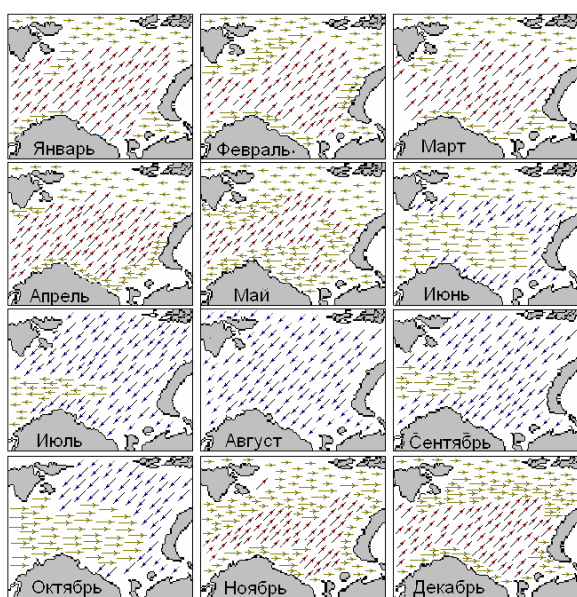 Январь
Февраль
Март
Апрель
Май
Июнь
Июль
Август
Сентябрь
Октябрь
Ноябрь
Декабрь